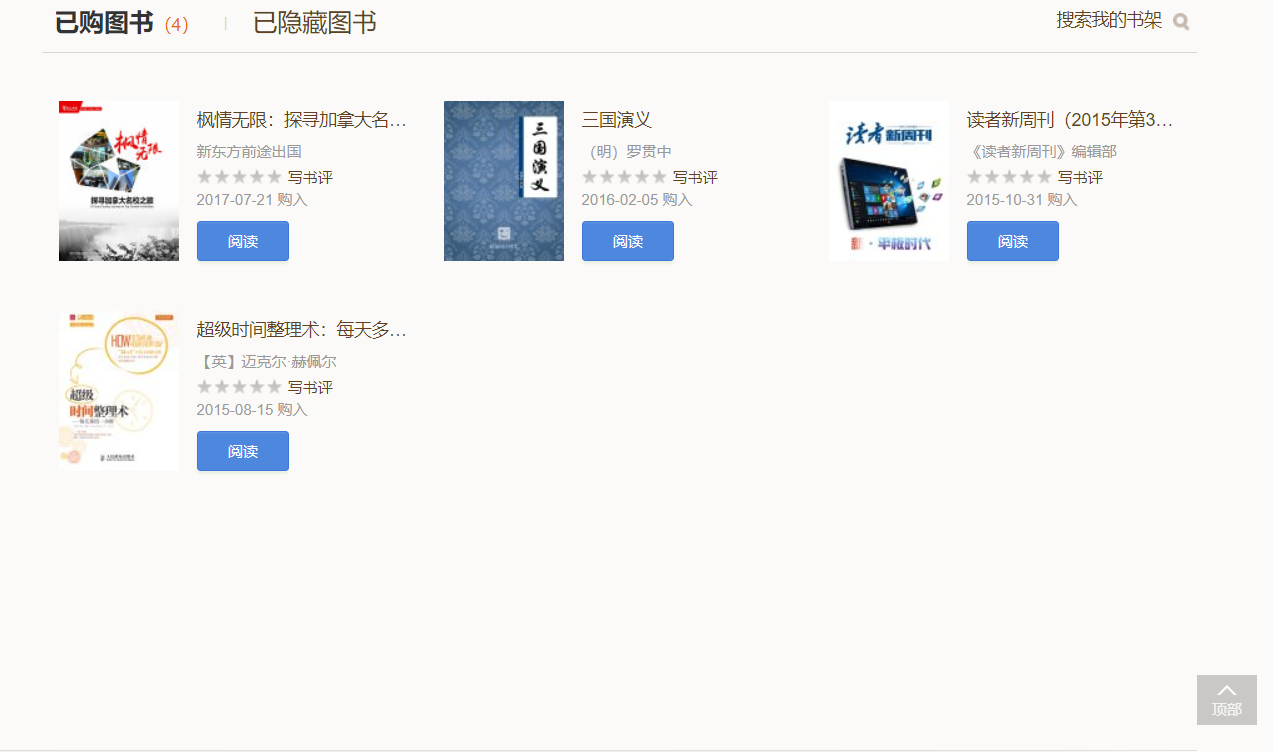 已购图书 (4) 已隐藏图书 搜索我的书架
枫情无限
探寻加拿大名校之旅
枫情无限：探寻加拿大名...
新东方前途出国
写书评
2017-07-21 购入
阅读
三国演义
三国演义
（明）罗贯中
写书评
2016-02-05 购入
阅读
读者新周刊
新·平板时代
读者新周刊（2015年第3...
《读者新周刊》编辑部
写书评
2015-10-31 购入
阅读
HOW
超级
时间整理术
超级时间整理术：每天多...
【英】迈克尔·赫佩尔
写书评
2015-08-15 购入
阅读
顶部